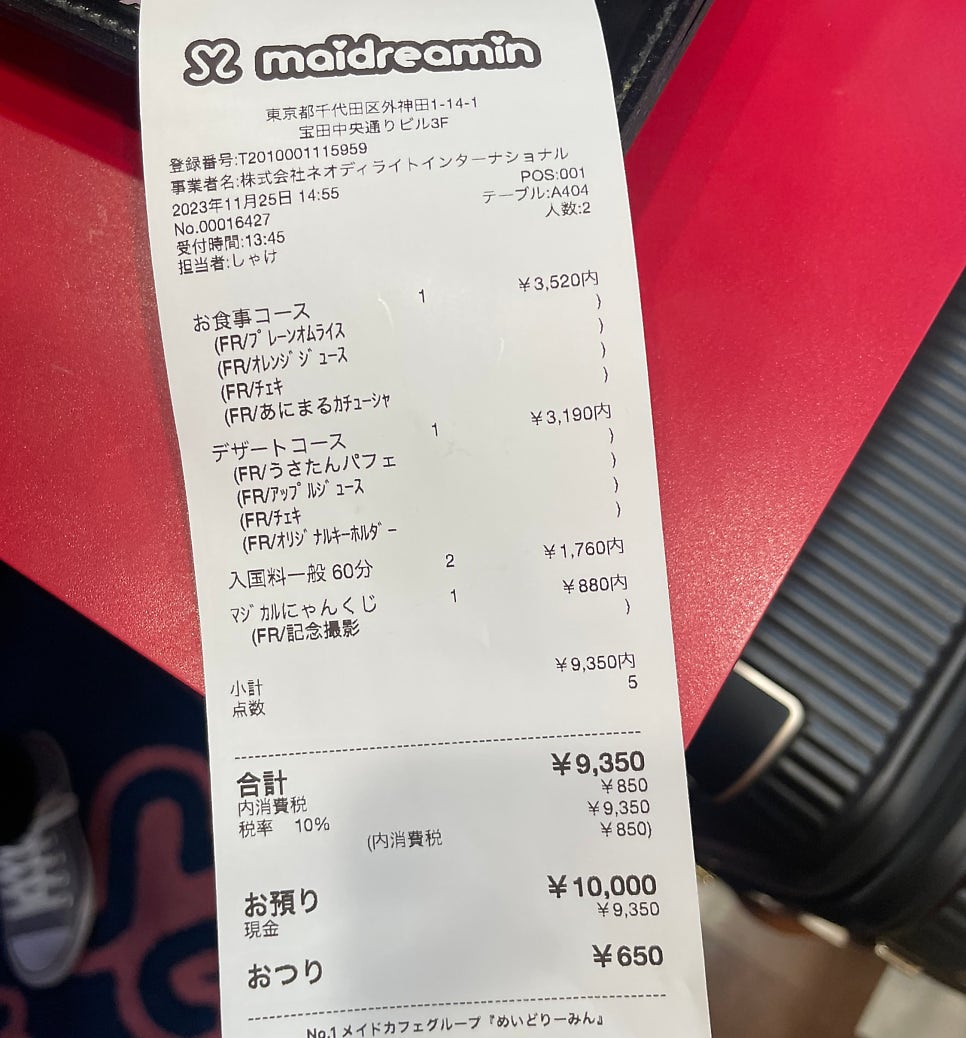 maidreamin
東京都千代田区外神田1-14-1
宝田中央通りビル3F
登録番号:T2010001115959
事業者名:株式会社ネオディライトインターナショナル
2023年11月25日 14:55 POS:001
No.00016427 テーブル:A404
受付時間:13:45 人数:2
担当者:しゃけ
お食事コース 1 ¥3,520内
(FR/プレーンオムライス )
(FR/オレンジジュース )
(FR/チェキ )
(FR/あにまるカチューシャ )
デザートコース 1 ¥3,190内
(FR/うさたんパフェ )
(FR/アップルジュース )
(FR/チェキ )
(FR/オリジナルキーホルダー )
入国料一般 60分 2 ¥1,760内
マジカルにゃんくじ 1 ¥880内
(FR/記念撮影 )
小計 ¥9,350内
点数 5
合計 ¥9,350
内消費税 ¥850
税率 10% ¥9,350
(内消費税 ¥850)
お預り ¥10,000
現金 ¥9,350
おつり ¥650
No.1メイドカフェグループ『めいどりーみん』